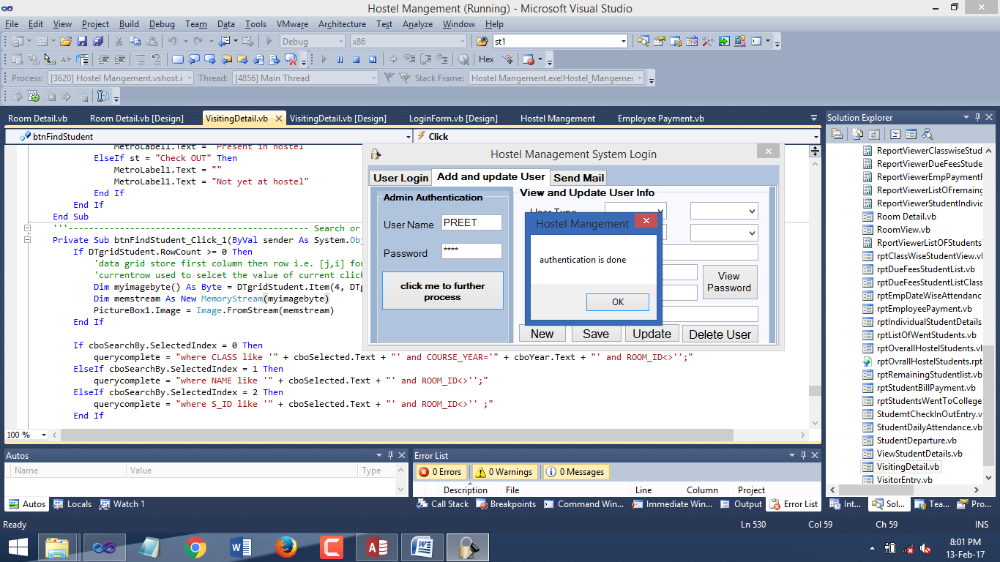 Hostel Mangement (Running) - Microsoft Visual Studio
File Edit View Project Build Debug Team Data Tools VMware Architecture Test Analyze Window Help
Debug x86 st1
Hex
Process: [3620] Hostel Mangement.vshost.e Thread: [4856] Main Thread Stack Frame: Hostel Mangement.exe!Hostel_Mangemer
Room Detail.vb Room Detail.vb [Design] VisitingDetail.vb VisitingDetail.vb [Design] LoginForm.vb [Design] Hostel Mangement Employee Payment.vb
btnFindStudent Click
MetroLabel1.Text = "Present in hostel
ElseIf st = "Check OUT" Then
MetroLabel1.Text = ""
MetroLabel1.Text = "Not yet at hostel"
End If
End If
End Sub
'''----------------------------------------------- Search or
Private Sub btnFindStudent_Click_1(ByVal sender As System.Obj
If DTgridStudent.RowCount >= 0 Then
'data grid store first column then row i.e. [j,i] for
'currentrow used to selcet the value of current click
Dim myimagebyte() As Byte = DTgridStudent.Item(4, DTg
Dim memstream As New MemoryStream(myimagebyte)
PictureBox1.Image = Image.FromStream(memstream)
End If
If cboSearchBy.SelectedIndex = 0 Then
querycomplete = "where CLASS like '" + cboSelected.Text + "' and COURSE_YEAR='" + cboYear.Text + "' and ROOM_ID<>'';"
ElseIf cboSearchBy.SelectedIndex = 1 Then
querycomplete = "where NAME like '" + cboSelected.Text + "' and ROOM_ID<>'';"
ElseIf cboSearchBy.SelectedIndex = 2 Then
querycomplete = "where S_ID like '" + cboSelected.Text + "' and ROOM_ID<>'' ;"
End If
100 %
Hostel Management System Login
User Login Add and update User Send Mail
Admin Authentication
User Name PREET
Password ****
click me to further
process
View and Update User Info
User Type
View
Password
New Save Update Delete User
Hostel Mangement
authentication is done
OK
Solution Explorer
ReportViewerClasswiseStud
ReportViewerDueFeesStude
ReportViewerEmpPaymentF
ReportViewerListOFremaing
ReportViewerStudentIndivic
Room Detail.vb
RoomView.vb
RportViewerListOFStudents
rptClassWiseStudentView.vl
rptDueFeesStudentList.vb
rptDueFeesStudentListClass
rptEmpDateWiseAttendanc
rptEmployeePayment.vb
rptIndividualStudentDetails
rptListOfWentStudents.vb
rptOverallHostelStudents.vb
rptOvrallHostelStudents.rpt
rptRemainingStudentlist.vb
rptStudentBillPayment.vb
rptStudentsWentToCollege
StudemtCheckInOutEntry.v
StudentDailyAttendance.vb
StudentDeparture.vb
ViewStudentDetails.vb
VisitingDetail.vb
VisitorEntry.vb
Int... Sol... Tea... Pro...
Autos
Name Value Type
Autos Locals Watch 1
Error List
0 Errors 0 Warnings 0 Messages
Description File Line Column Project
Call Stack Breakpoints Command Win... Immediate Win... Output Error List
Ready Ln 530 Col 59 Ch 59 INS
8:01 PM
13-Feb-17